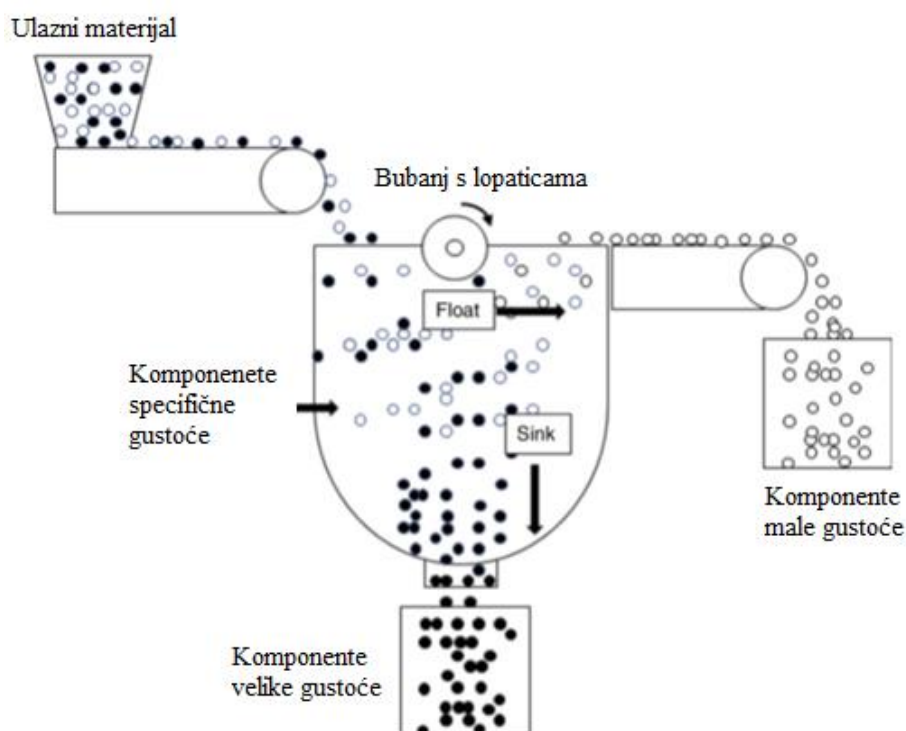 Ulazni materijal
Bubanj s lopaticama
Float
Komponenete
specifične
gustoće
Sink
Komponente
male gustoće
Komponente
velike gustoće